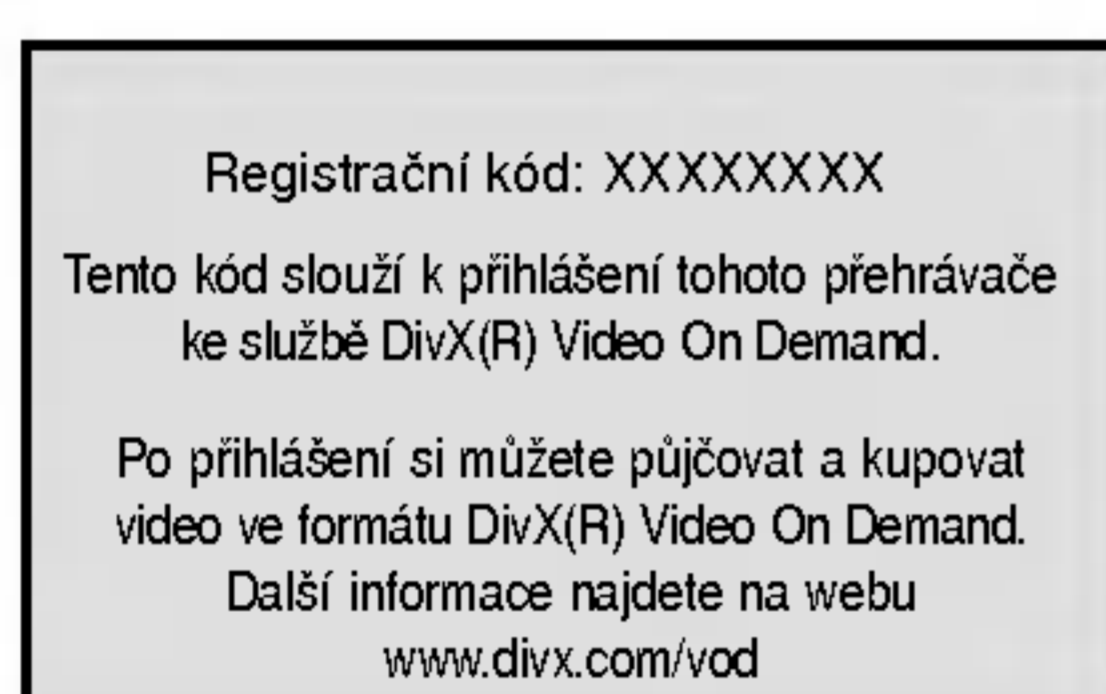 Registrační kód: XXXXXXXX
Tento kód slouží k přihlášení tohoto přehrávače
ke službě DivX(R) Video On Demand.
Po přihlášení si můžete půjčovat a kupovat
video ve formátu DivX(R) Video On Demand.
Další informace najdete na webu
www.divx.com/vod